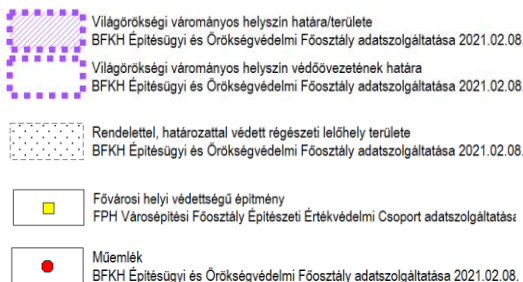 Világörökségi várományos helyszín határa/területe
BFKH Építésügyi és Örökségvédelmi Főosztály adatszolgáltatása 2021.02.08.
Világörökségi várományos helyszín védőövezetének határa
BFKH Építésügyi és Örökségvédelmi Főosztály adatszolgáltatása 2021.02.08.
Rendelettel, határozattal védett régészeti lelőhely területe
BFKH Építésügyi és Örökségvédelmi Főosztály adatszolgáltatása 2021.02.08.
Fővárosi helyi védettségű építmény
FPH Városépítési Főosztály Építészeti Értékvédelmi Csoport adatszolgáltatása
Műemlék
BFKH Építésügyi és Örökségvédelmi Főosztály adatszolgáltatása 2021.02.08.